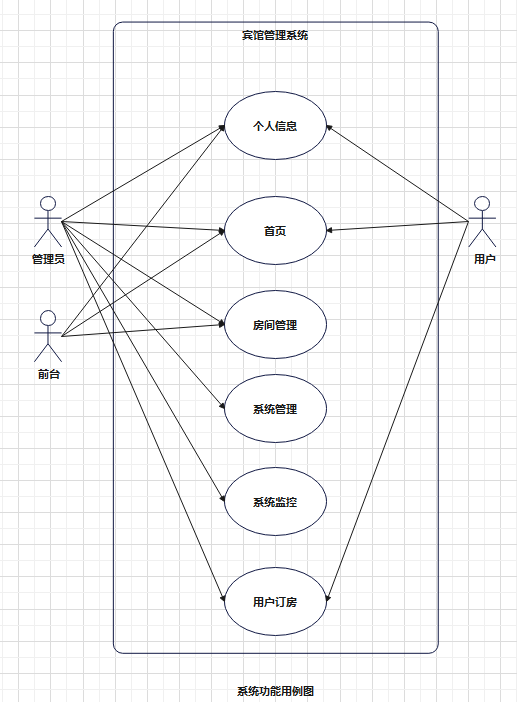 宾馆管理系统
个人信息
首页
管理员
用户
房间管理
前台
系统管理
系统监控
用户订房
系统功能用例图